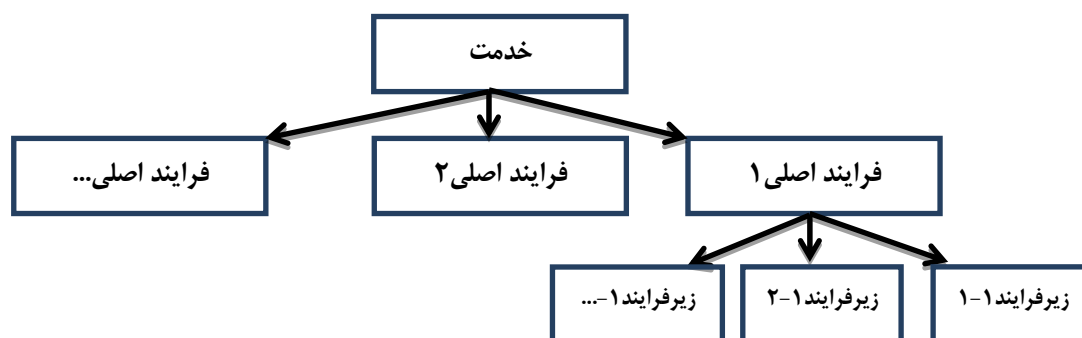 خدمت
فرایند اصلی۱
فرایند اصلی۲
فرایند اصلی...
زیرفرایند۱-۱
زیرفرایند۱-۲
زیرفرایند۱-...